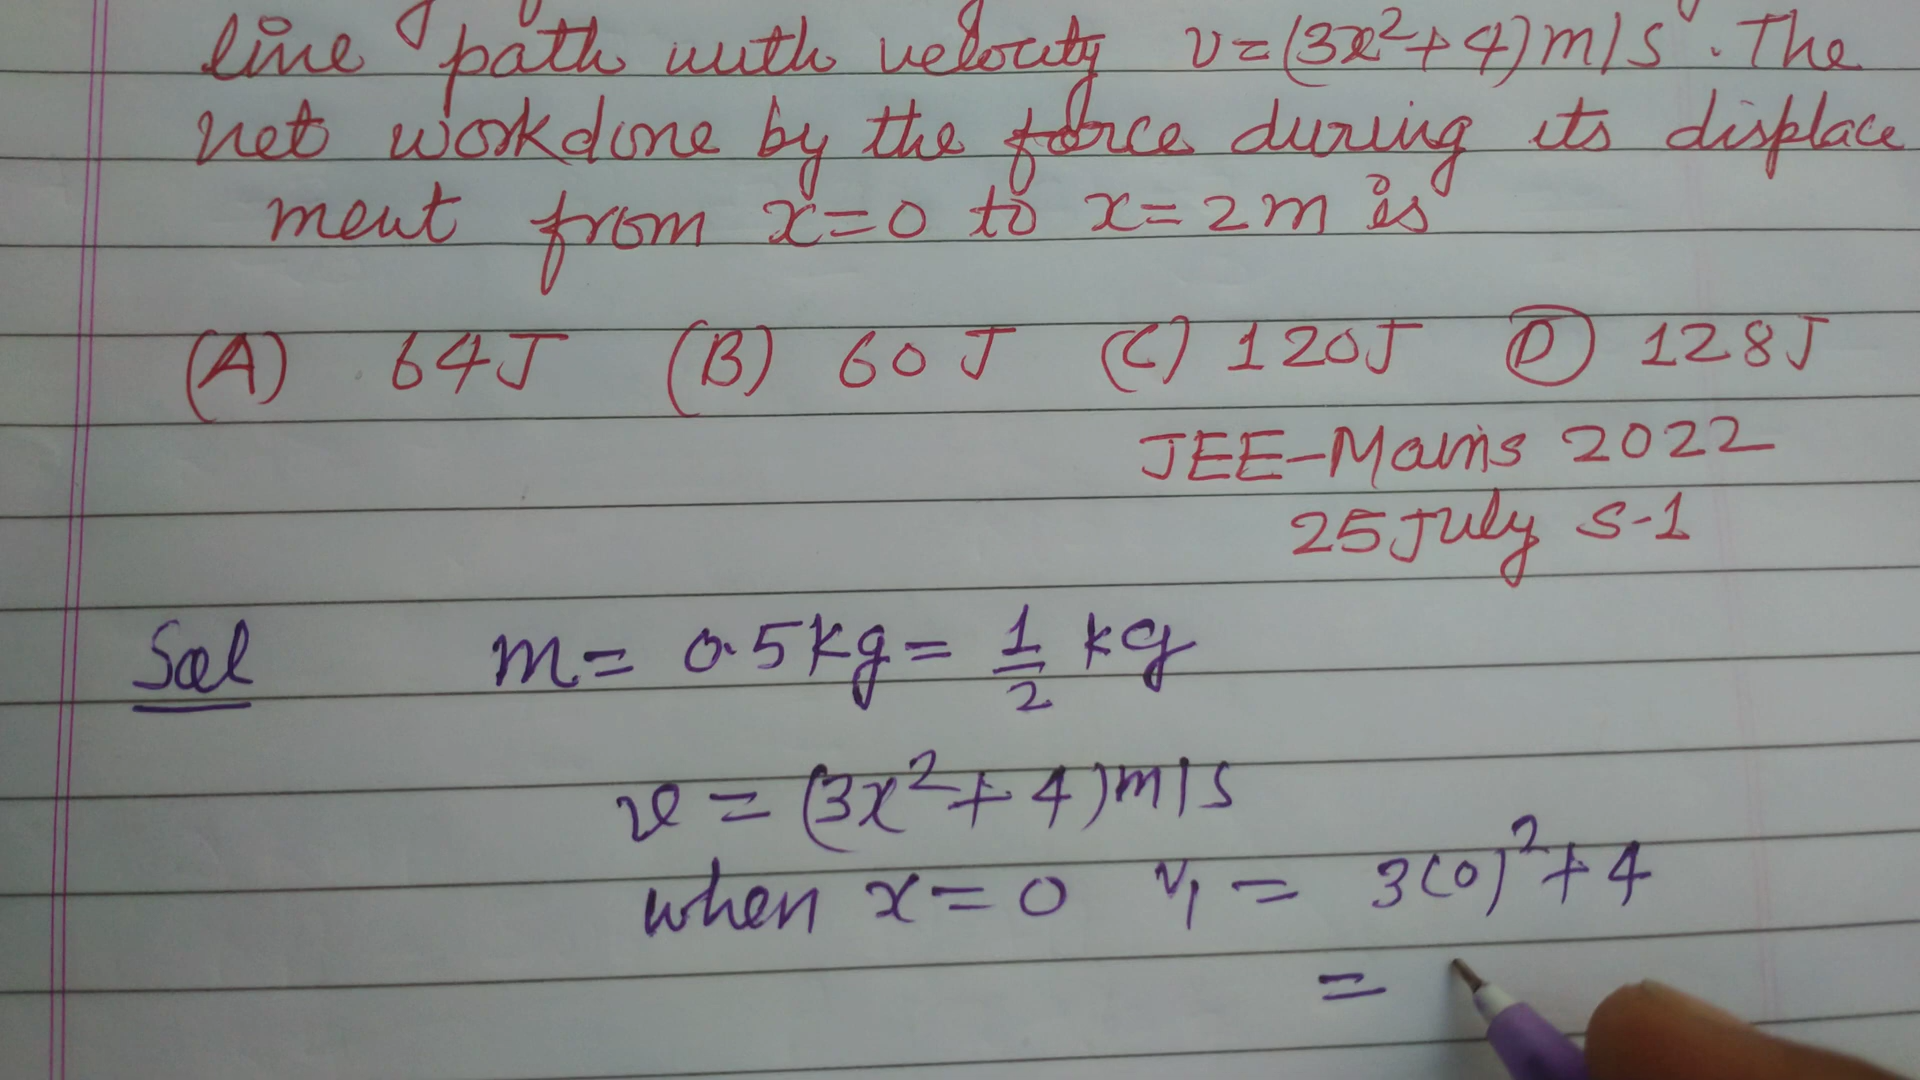 line path with velocity v=(3x²+4)m/s. The
net workdone by the force during its displace
ment from x=0 to x=2m is
(A) 64J (B) 60J (C) 120J (D) 128J
JEE-Mains 2022
25 July S-1
Sol m= 0.5kg = 1/2 kg
v = (3x²+4)m/s
when x=0 v₁ = 3(0)²+4
=